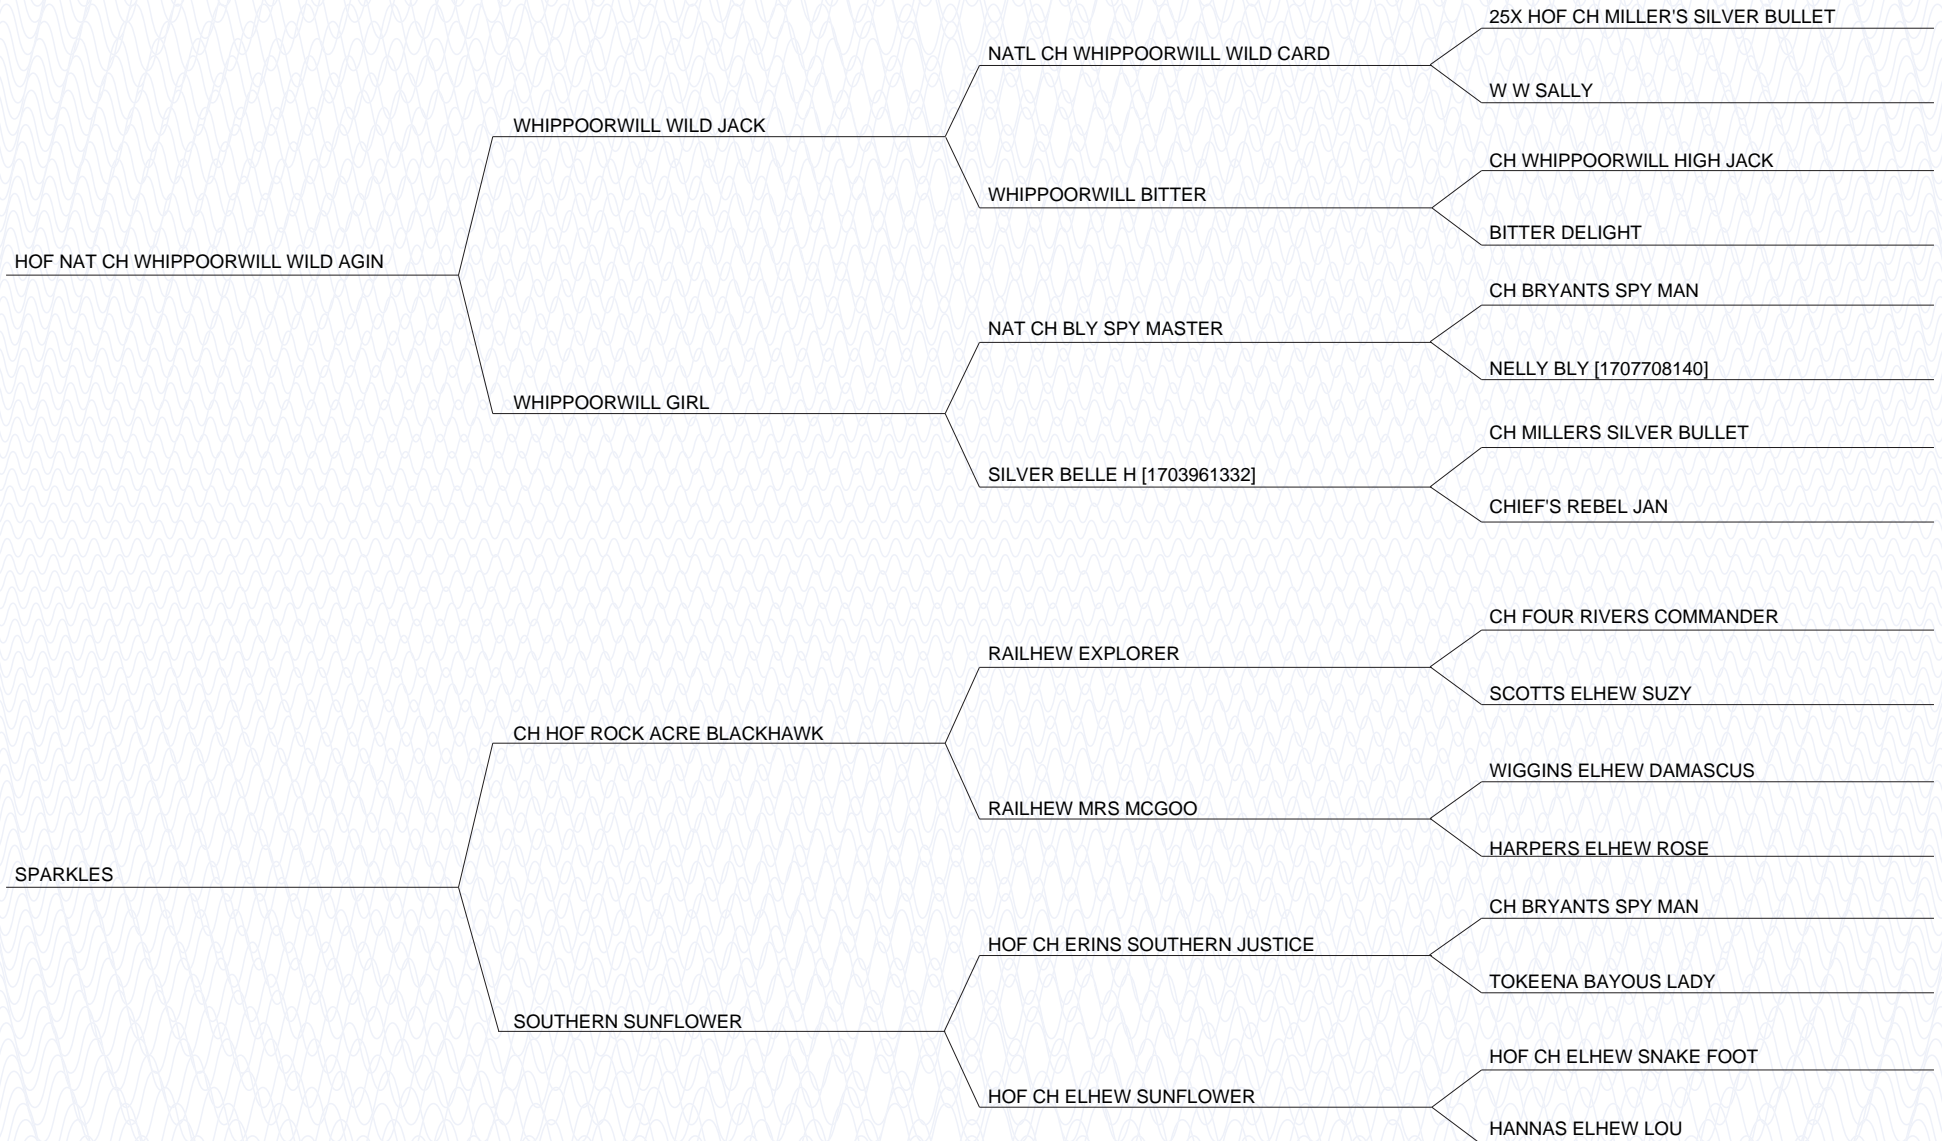 25X HOF CH MILLER'S SILVER BULLET
NATL CH WHIPPOORWILL WILD CARD
W W SALLY
WHIPPOORWILL WILD JACK
CH WHIPPOORWILL HIGH JACK
WHIPPOORWILL BITTER
BITTER DELIGHT
HOF NAT CH WHIPPOORWILL WILD AGIN
CH BRYANTS SPY MAN
NAT CH BLY SPY MASTER
NELLY BLY [1707708140]
WHIPPOORWILL GIRL
CH MILLERS SILVER BULLET
SILVER BELLE H [1703961332]
CHIEF'S REBEL JAN
CH FOUR RIVERS COMMANDER
RAILHEW EXPLORER
SCOTTS ELHEW SUZY
CH HOF ROCK ACRE BLACKHAWK
WIGGINS ELHEW DAMASCUS
RAILHEW MRS MCGOO
HARPERS ELHEW ROSE
SPARKLES
CH BRYANTS SPY MAN
HOF CH ERINS SOUTHERN JUSTICE
TOKEENA BAYOUS LADY
SOUTHERN SUNFLOWER
HOF CH ELHEW SNAKE FOOT
HOF CH ELHEW SUNFLOWER
HANNAS ELHEW LOU